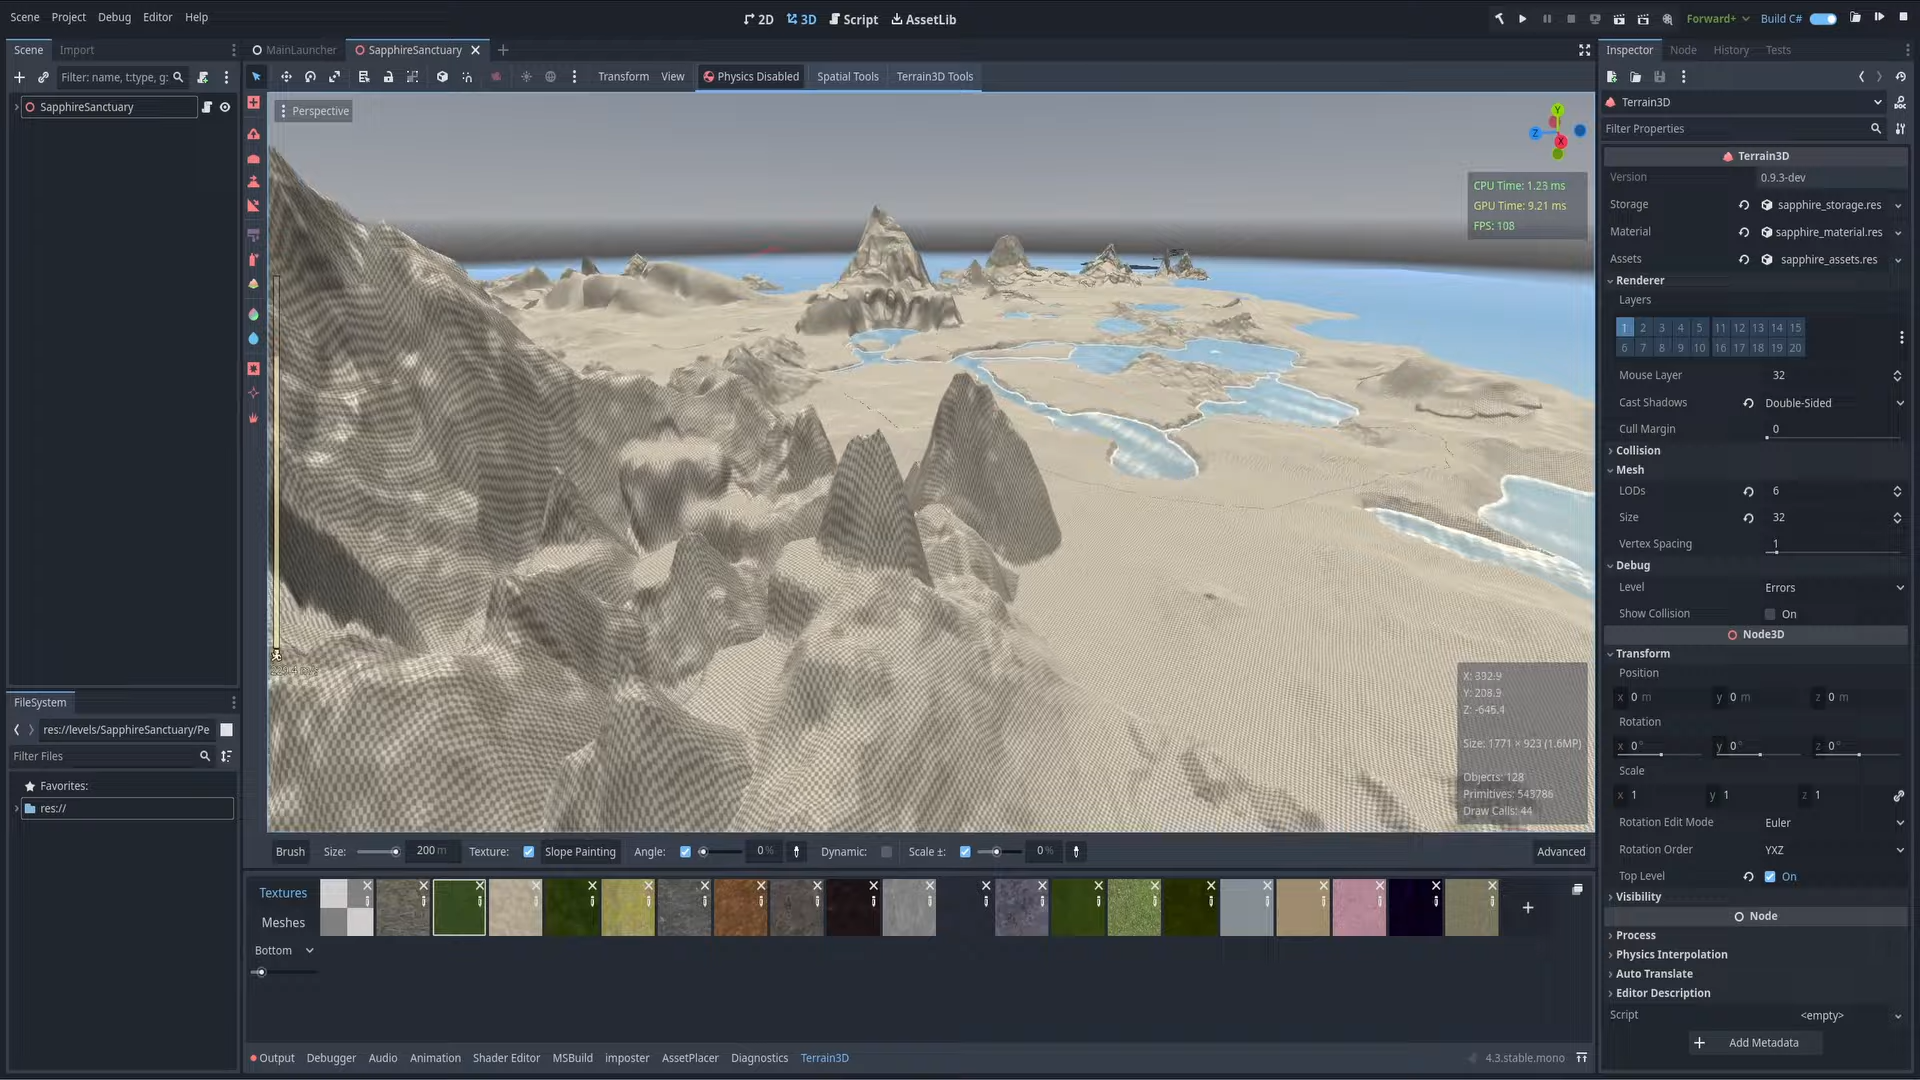 Scene Project Debug Editor Help
2D 3D Script AssetLib
Forward+ Build C#
Scene Import
MainLauncher SapphireSanctuary
Inspector Node History Tests
Filter: name, t:type, g:
Transform View Physics Disabled Spatial Tools Terrain3D Tools
SapphireSanctuary
Perspective
Y
Z X
CPU Time: 1.23 ms
GPU Time: 9.21 ms
FPS: 108
X: 392.9
Y: 208.9
Z: -645.4
Size: 1771 × 923 (1.6MP)
Objects: 128
Primitives: 543786
Draw Calls: 44
FileSystem
res://levels/SapphireSanctuary/Pe
Filter Files
Favorites:
res://
Brush Size: 200 m Texture: Slope Painting Angle: 0 % Dynamic: Scale ±: 0 % Advanced
Textures
Meshes
Bottom
Output Debugger Audio Animation Shader Editor MSBuild imposter AssetPlacer Diagnostics Terrain3D
4.3.stable.mono
Terrain3D
DOC
Filter Properties
Terrain3D
Version 0.9.3-dev
Storage sapphire_storage.res
Material sapphire_material.res
Assets sapphire_assets.res
Renderer
Layers
1 2 3 4 5 11 12 13 14 15
6 7 8 9 10 16 17 18 19 20
Mouse Layer 32
Cast Shadows Double-Sided
Cull Margin 0
Collision
Mesh
LODs 6
Size 32
Vertex Spacing 1
Debug
Level Errors
Show Collision On
Node3D
Transform
Position
x 0 m y 0 m z 0 m
Rotation
x 0° y 0° z 0°
Scale
x 1 y 1 z 1
Rotation Edit Mode Euler
Rotation Order YXZ
Top Level On
Visibility
Node
Process
Physics Interpolation
Auto Translate
Editor Description
Script <empty>
Add Metadata